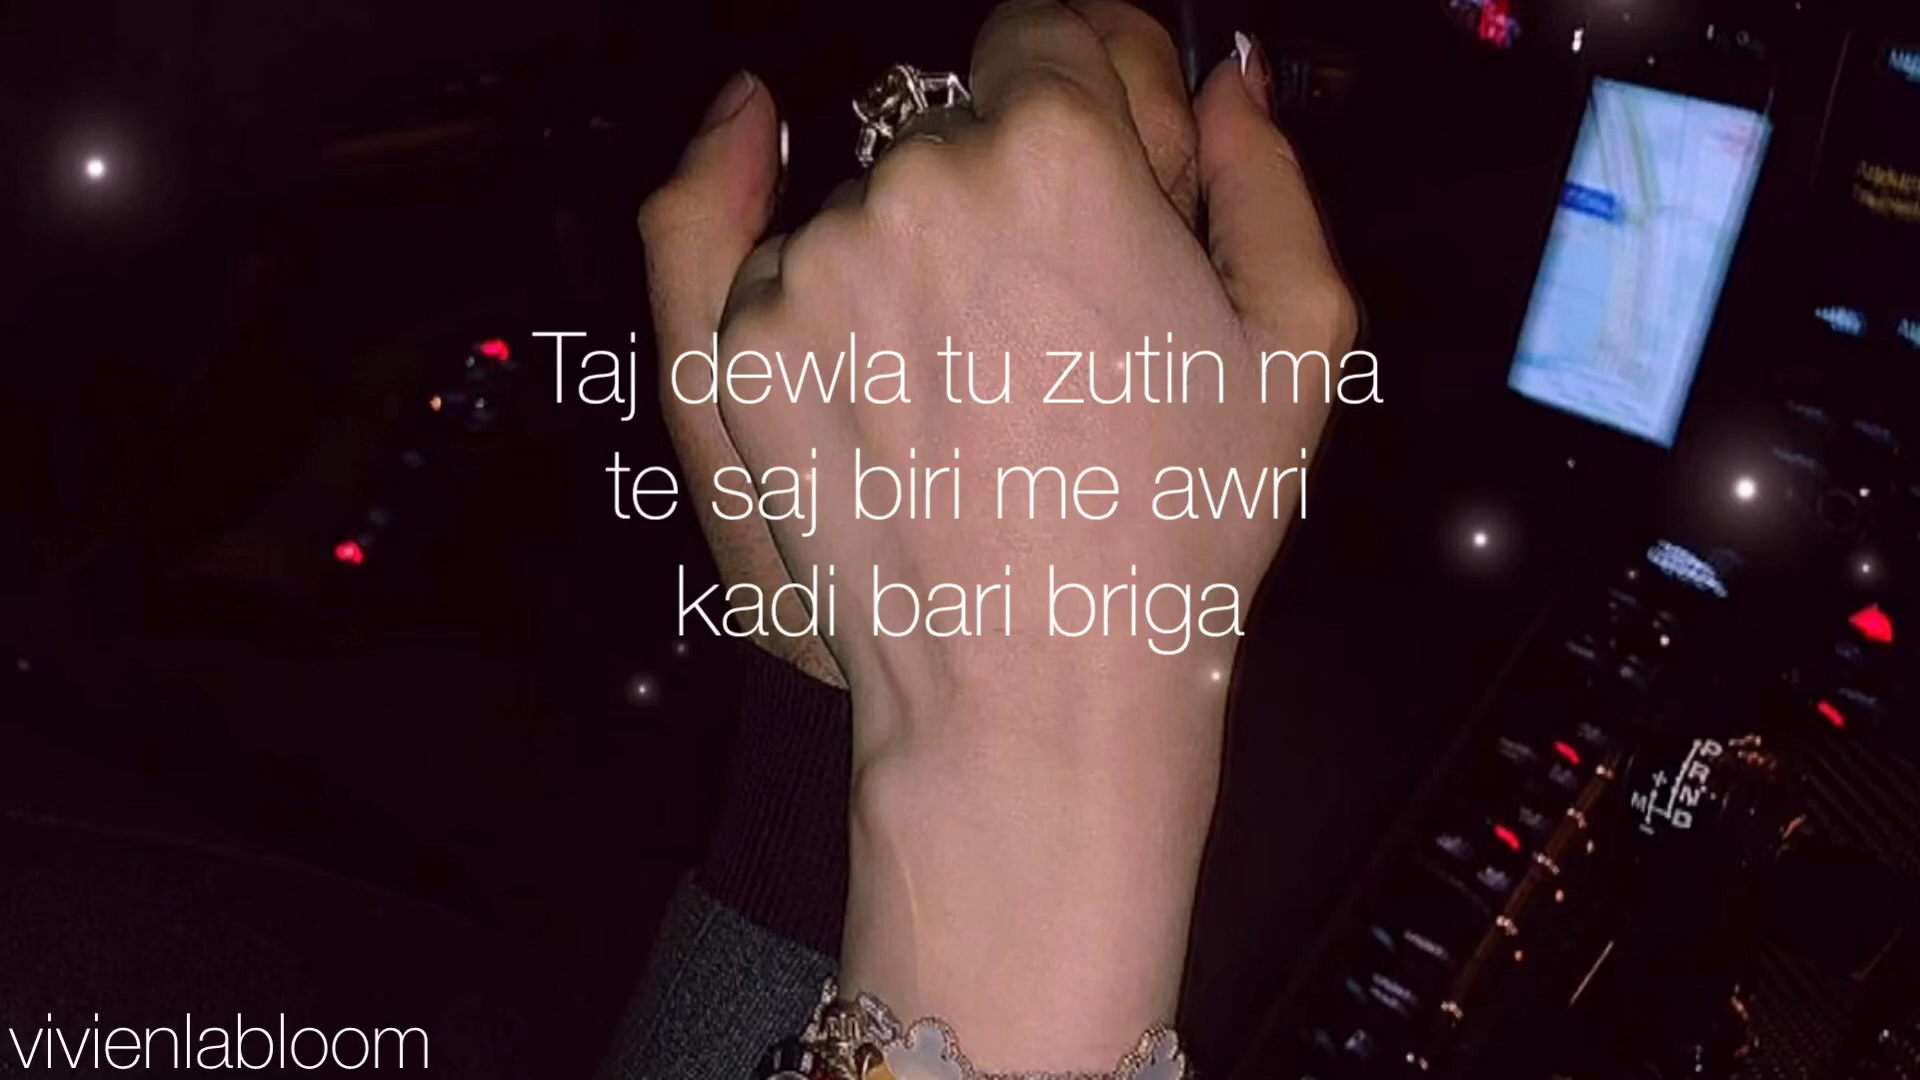 Taj dewla tu zutin ma
te saj biri me awri
kadi bari briga
P
R
N
D
+
M
-
vivienlabloom